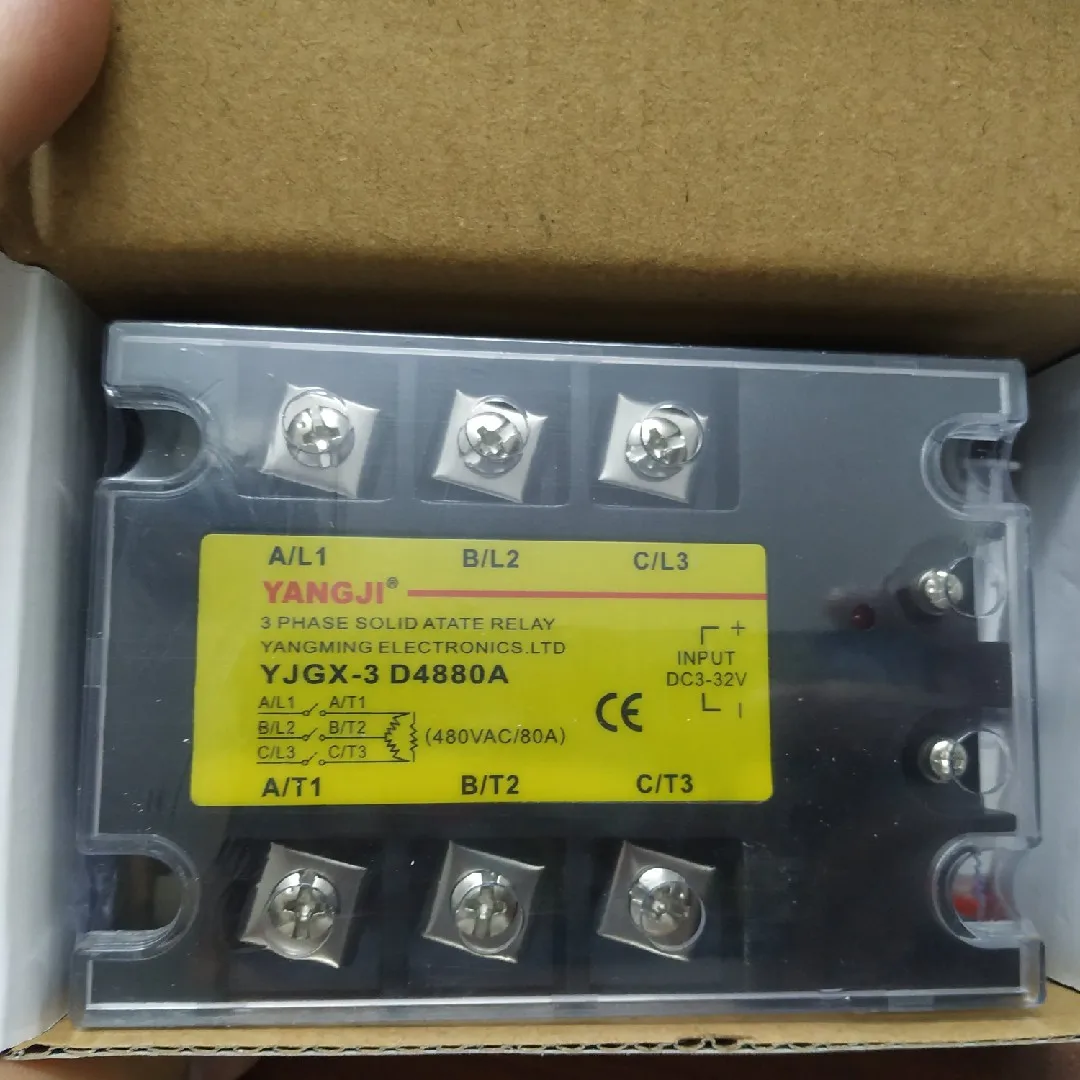 A/L1 B/L2 C/L3
YANGJI®
3 PHASE SOLID ATATE RELAY
YANGMING ELECTRONICS.LTD
YJGX-3 D4880A
+
INPUT
DC3-32V
-
CE
A/L1 A/T1
B/L2 B/T2
C/L3 C/T3
(480VAC/80A)
A/T1 B/T2 C/T3